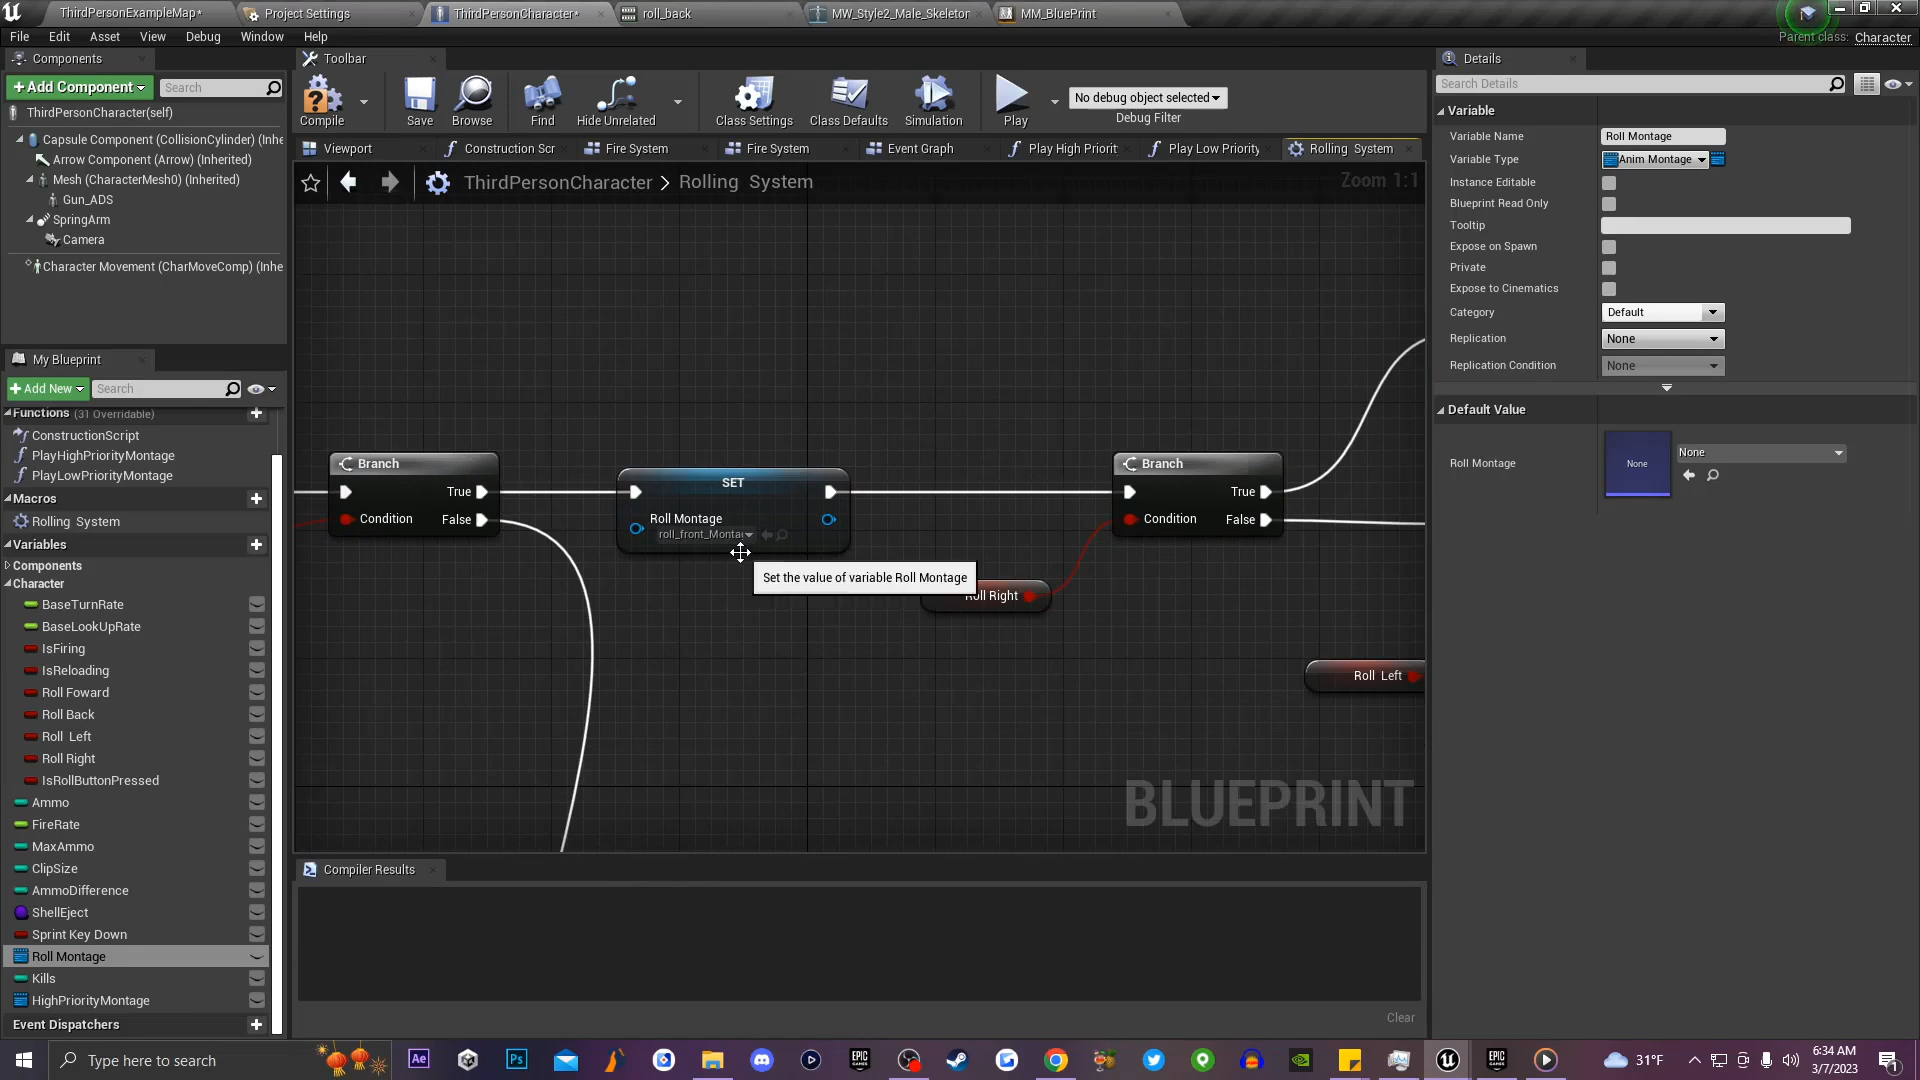 ThirdPersonExampleMap*
Project Settings
ThirdPersonCharacter*
roll_back
MW_Style2_Male_Skeleton
MM_BluePrint
File Edit Asset View Debug Window Help
Parent class: Character
Components
Toolbar
Details
+Add Component
Search
Search Details
ThirdPersonCharacter(self)
Capsule Component (CollisionCylinder) (Inhe
Arrow Component (Arrow) (Inherited)
Mesh (CharacterMesh0) (Inherited)
Gun_ADS
SpringArm
Camera
Character Movement (CharMoveComp) (Inhe
Compile
Save
Browse
Find
Hide Unrelated
Class Settings
Class Defaults
Simulation
Play
No debug object selected
Debug Filter
Viewport
Construction Scr
Fire System
Fire System
Event Graph
Play High Priorit
Play Low Priority
Rolling System
ThirdPersonCharacter > Rolling System
Zoom 1:1
Variable
Variable Name
Roll Montage
Variable Type
Anim Montage
Instance Editable
Blueprint Read Only
Tooltip
Expose on Spawn
Private
Expose to Cinematics
Category
Default
Replication
None
Replication Condition
None
Default Value
Roll Montage
None
None
My Blueprint
+Add New
Search
Functions (31 Overridable)
ConstructionScript
PlayHighPriorityMontage
PlayLowPriorityMontage
Macros
Rolling System
Variables
Components
Character
BaseTurnRate
BaseLookUpRate
IsFiring
IsReloading
Roll Foward
Roll Back
Roll Left
Roll Right
IsRollButtonPressed
Ammo
FireRate
MaxAmmo
ClipSize
AmmoDifference
ShellEject
Sprint Key Down
Roll Montage
Kills
HighPriorityMontage
Event Dispatchers
Branch
True
Condition
False
SET
Roll Montage
roll_front_Monta
Set the value of variable Roll Montage
Roll Right
Branch
True
Condition
False
Roll Left
BLUEPRINT
Compiler Results
Clear
Type here to search
Ae
Ps
31°F
6:34 AM
3/7/2023
1